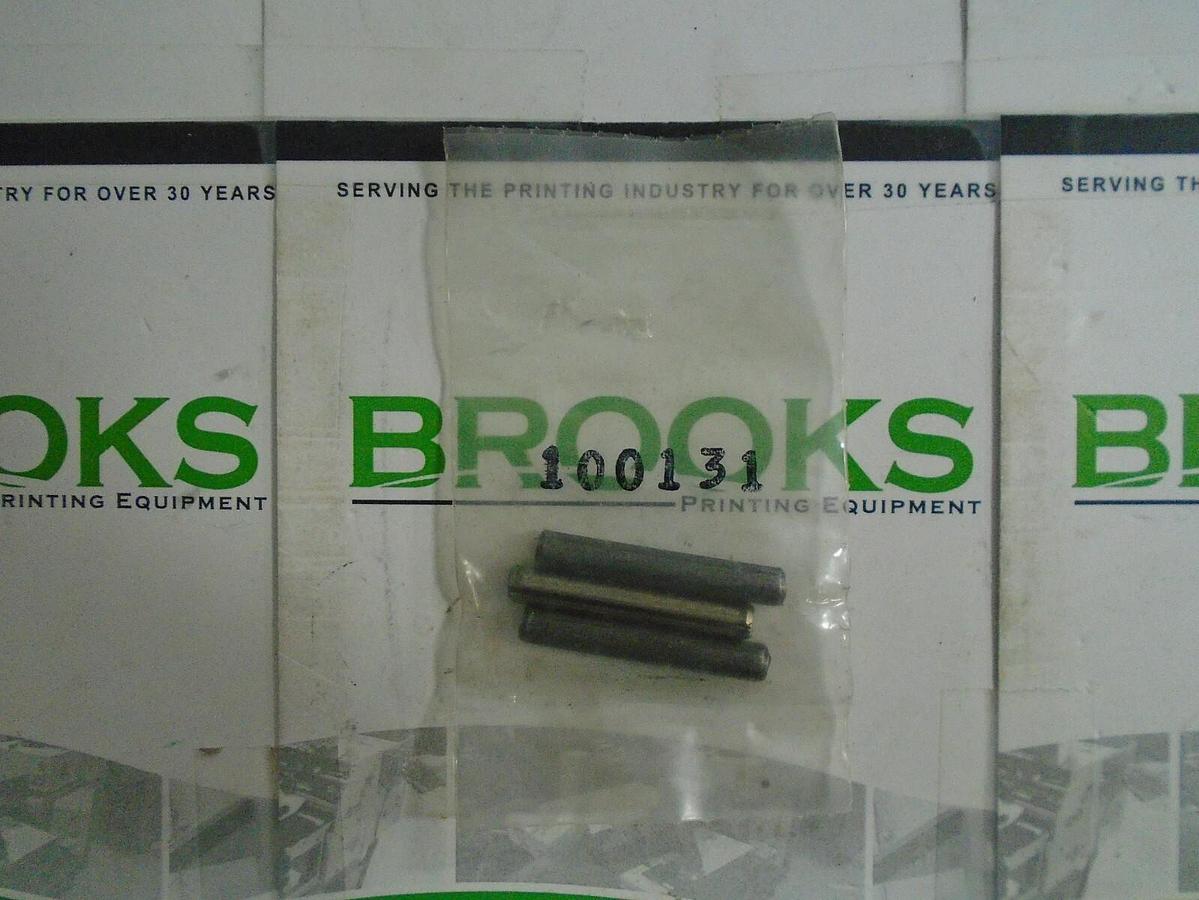 TRY FOR OVER 30 YEARS
OKS
PRINTING EQUIPMENT
SERVING THE PRINTING INDUSTRY FOR OVER 30 YEARS
BROOKS
100131
PRINTING EQUIPMENT
SERVING TH
B